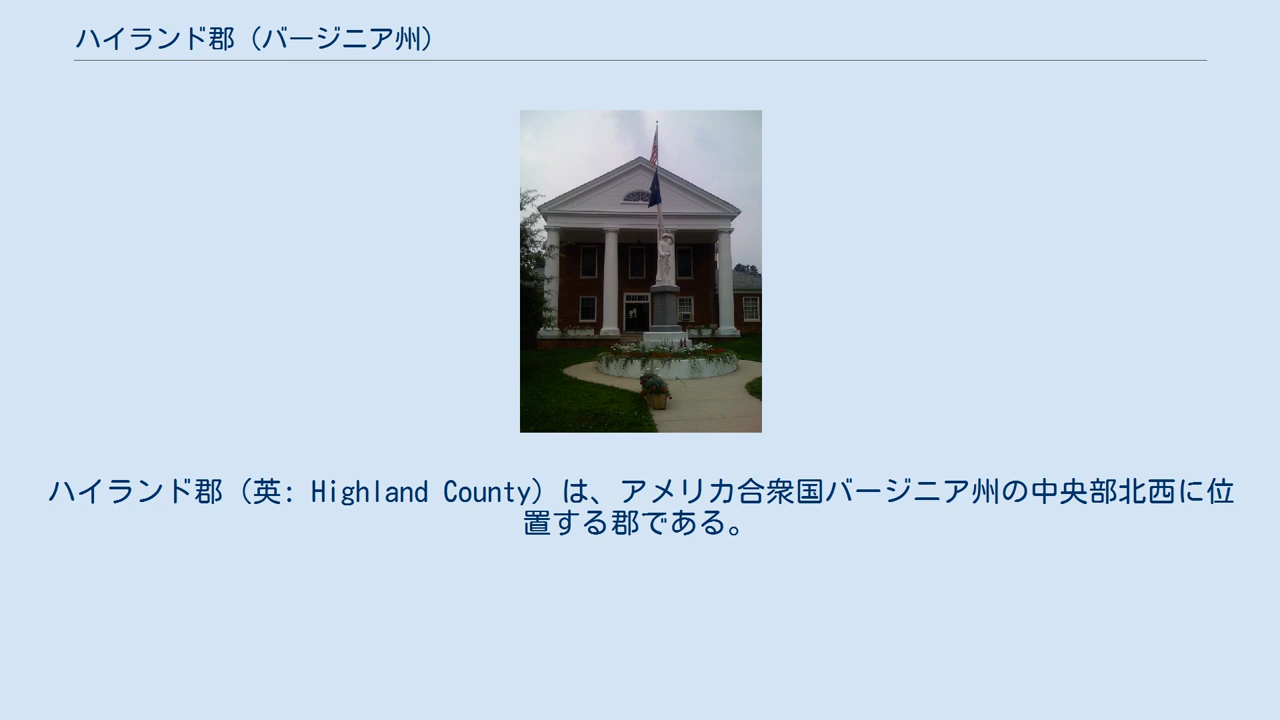 ハイランド郡（バージニア州）
ハイランド郡（英: Highland County）は、アメリカ合衆国バージニア州の中央部北西に位
置する郡である。